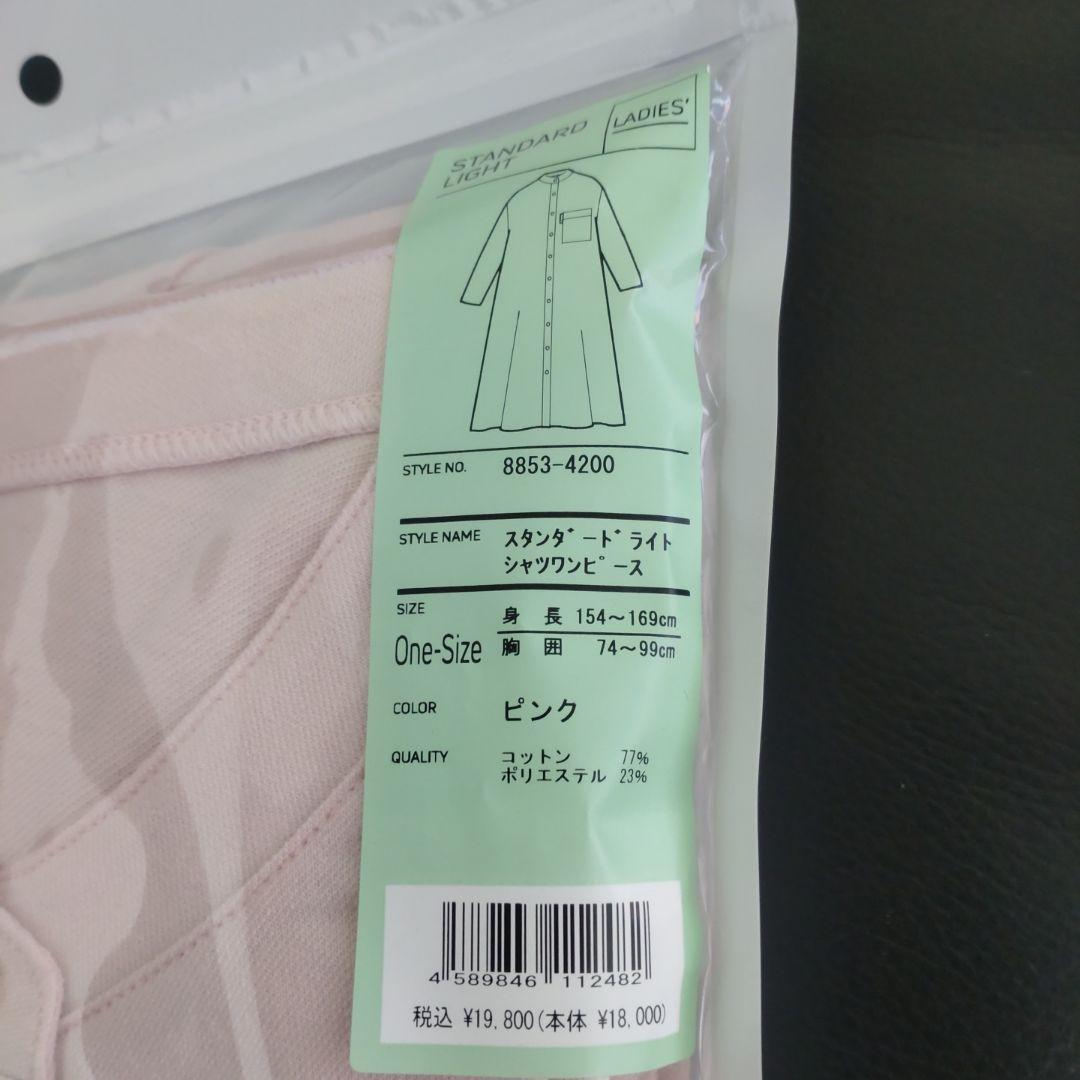 STANDARD
LIGHT
LADIES'
STYLE NO. 8853-4200
STYLE NAME スタンダード ライト
シャツワンピース
SIZE 身 長 154～169cm
One-Size 胸 囲 74～99cm
COLOR ピンク
QUALITY コットン 77%
ポリエステル 23%
4 589846 112482
税込 ¥19,800(本体 ¥18,000)